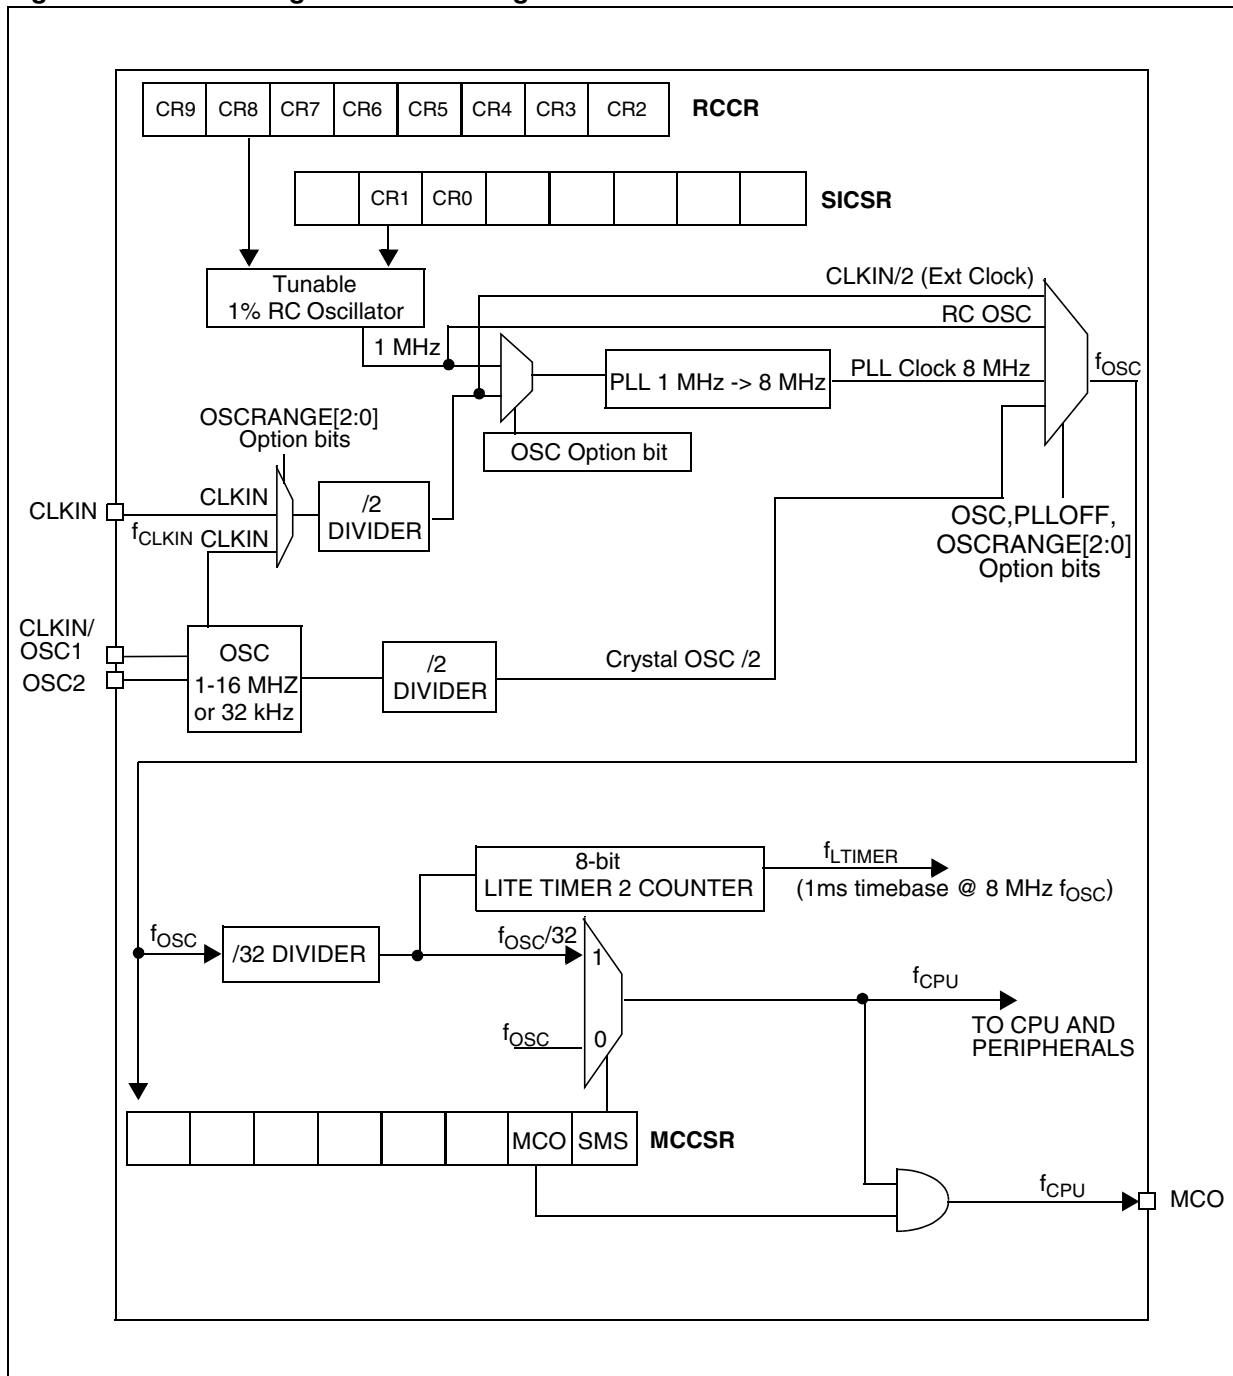 CR9 CR8 CR7 CR6 CR5 CR4 CR3 CR2 RCCR
CR1 CR0 SICSR
Tunable
1% RC Oscillator
CLKIN/2 (Ext Clock)
RC OSC
1 MHz
PLL 1 MHz -> 8 MHz
PLL Clock 8 MHz
fOSC
OSC Option bit
OSCRANGE[2:0]
Option bits
CLKIN
CLKIN
fCLKIN CLKIN
/2
DIVIDER
OSC,PLLOFF,
OSCRANGE[2:0]
Option bits
CLKIN/
OSC1
OSC2
OSC
1-16 MHZ
or 32 kHz
/2
DIVIDER
Crystal OSC /2
8-bit
LITE TIMER 2 COUNTER
fLTIMER
(1ms timebase @ 8 MHz fOSC)
fOSC
/32 DIVIDER
fOSC/32
1
fOSC
0
fCPU
TO CPU AND
PERIPHERALS
MCO SMS MCCSR
fCPU
MCO